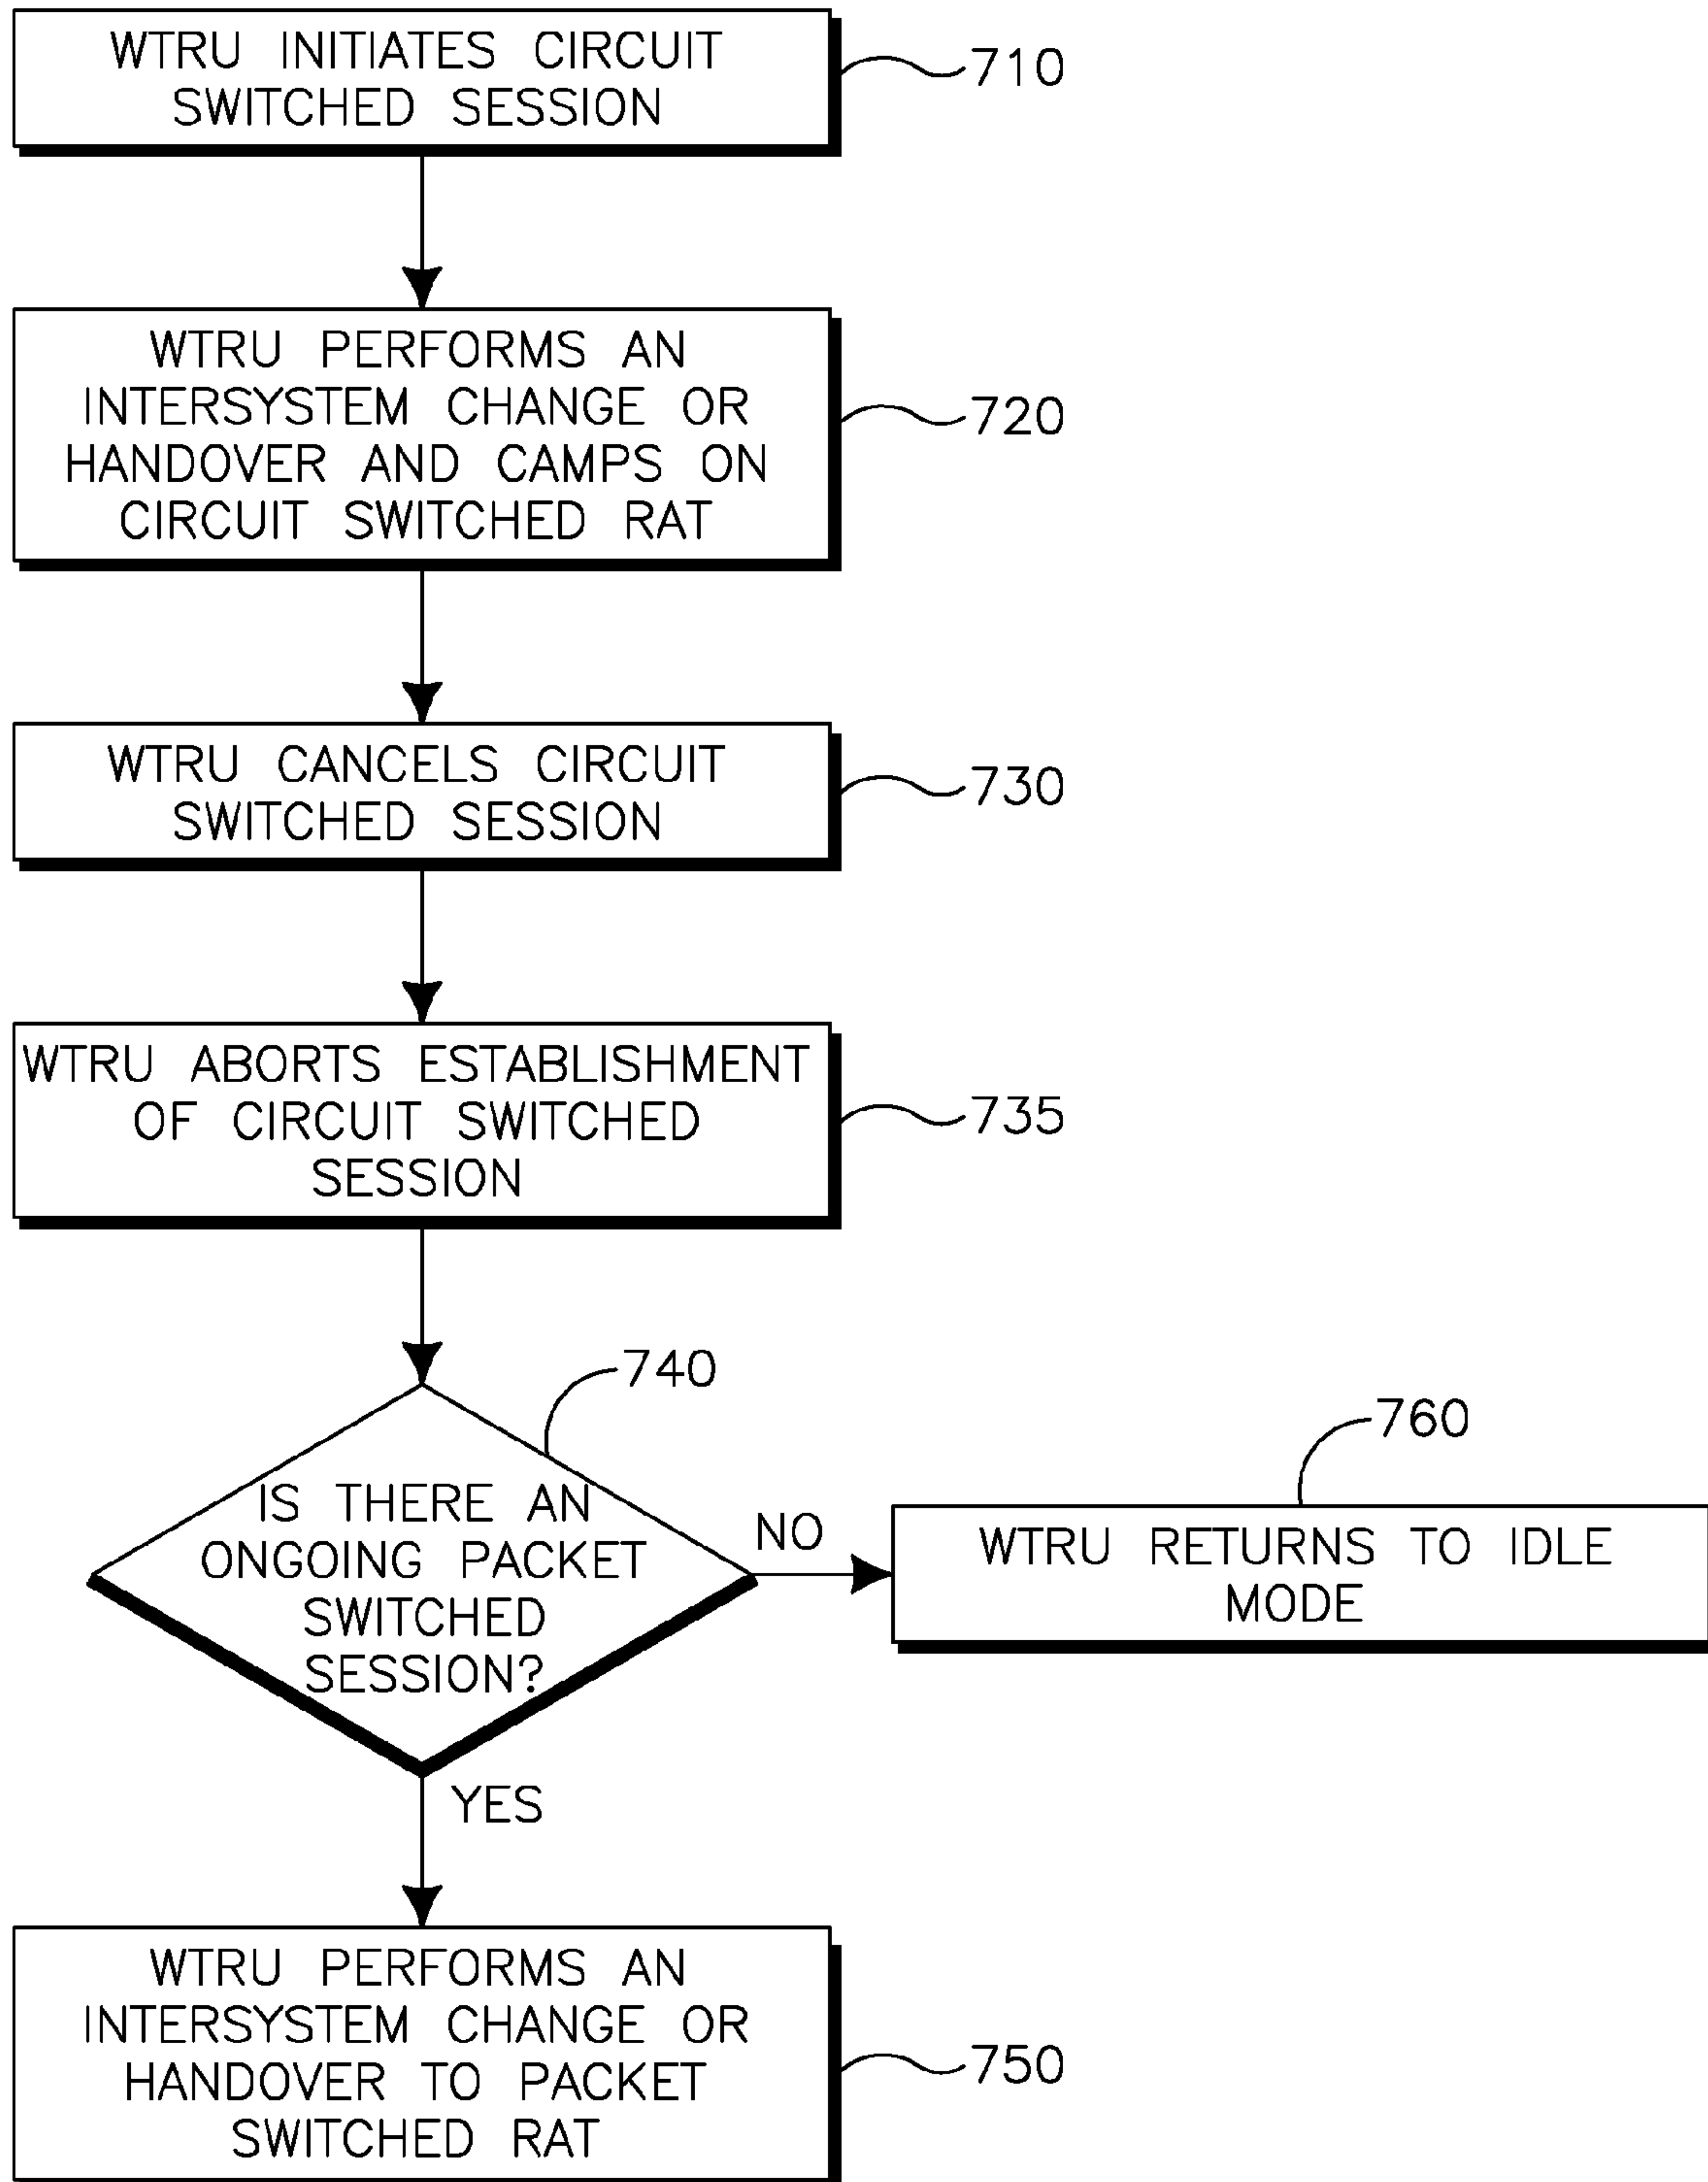 WTRU INITIATES CIRCUIT
SWITCHED SESSION
710
WTRU PERFORMS AN
INTERSYSTEM CHANGE OR
HANDOVER AND CAMPS ON
CIRCUIT SWITCHED RAT
720
WTRU CANCELS CIRCUIT
SWITCHED SESSION
730
WTRU ABORTS ESTABLISHMENT
OF CIRCUIT SWITCHED
SESSION
735
740
IS THERE AN
ONGOING PACKET
SWITCHED
SESSION?
NO
760
WTRU RETURNS TO IDLE
MODE
YES
WTRU PERFORMS AN
INTERSYSTEM CHANGE OR
HANDOVER TO PACKET
SWITCHED RAT
750